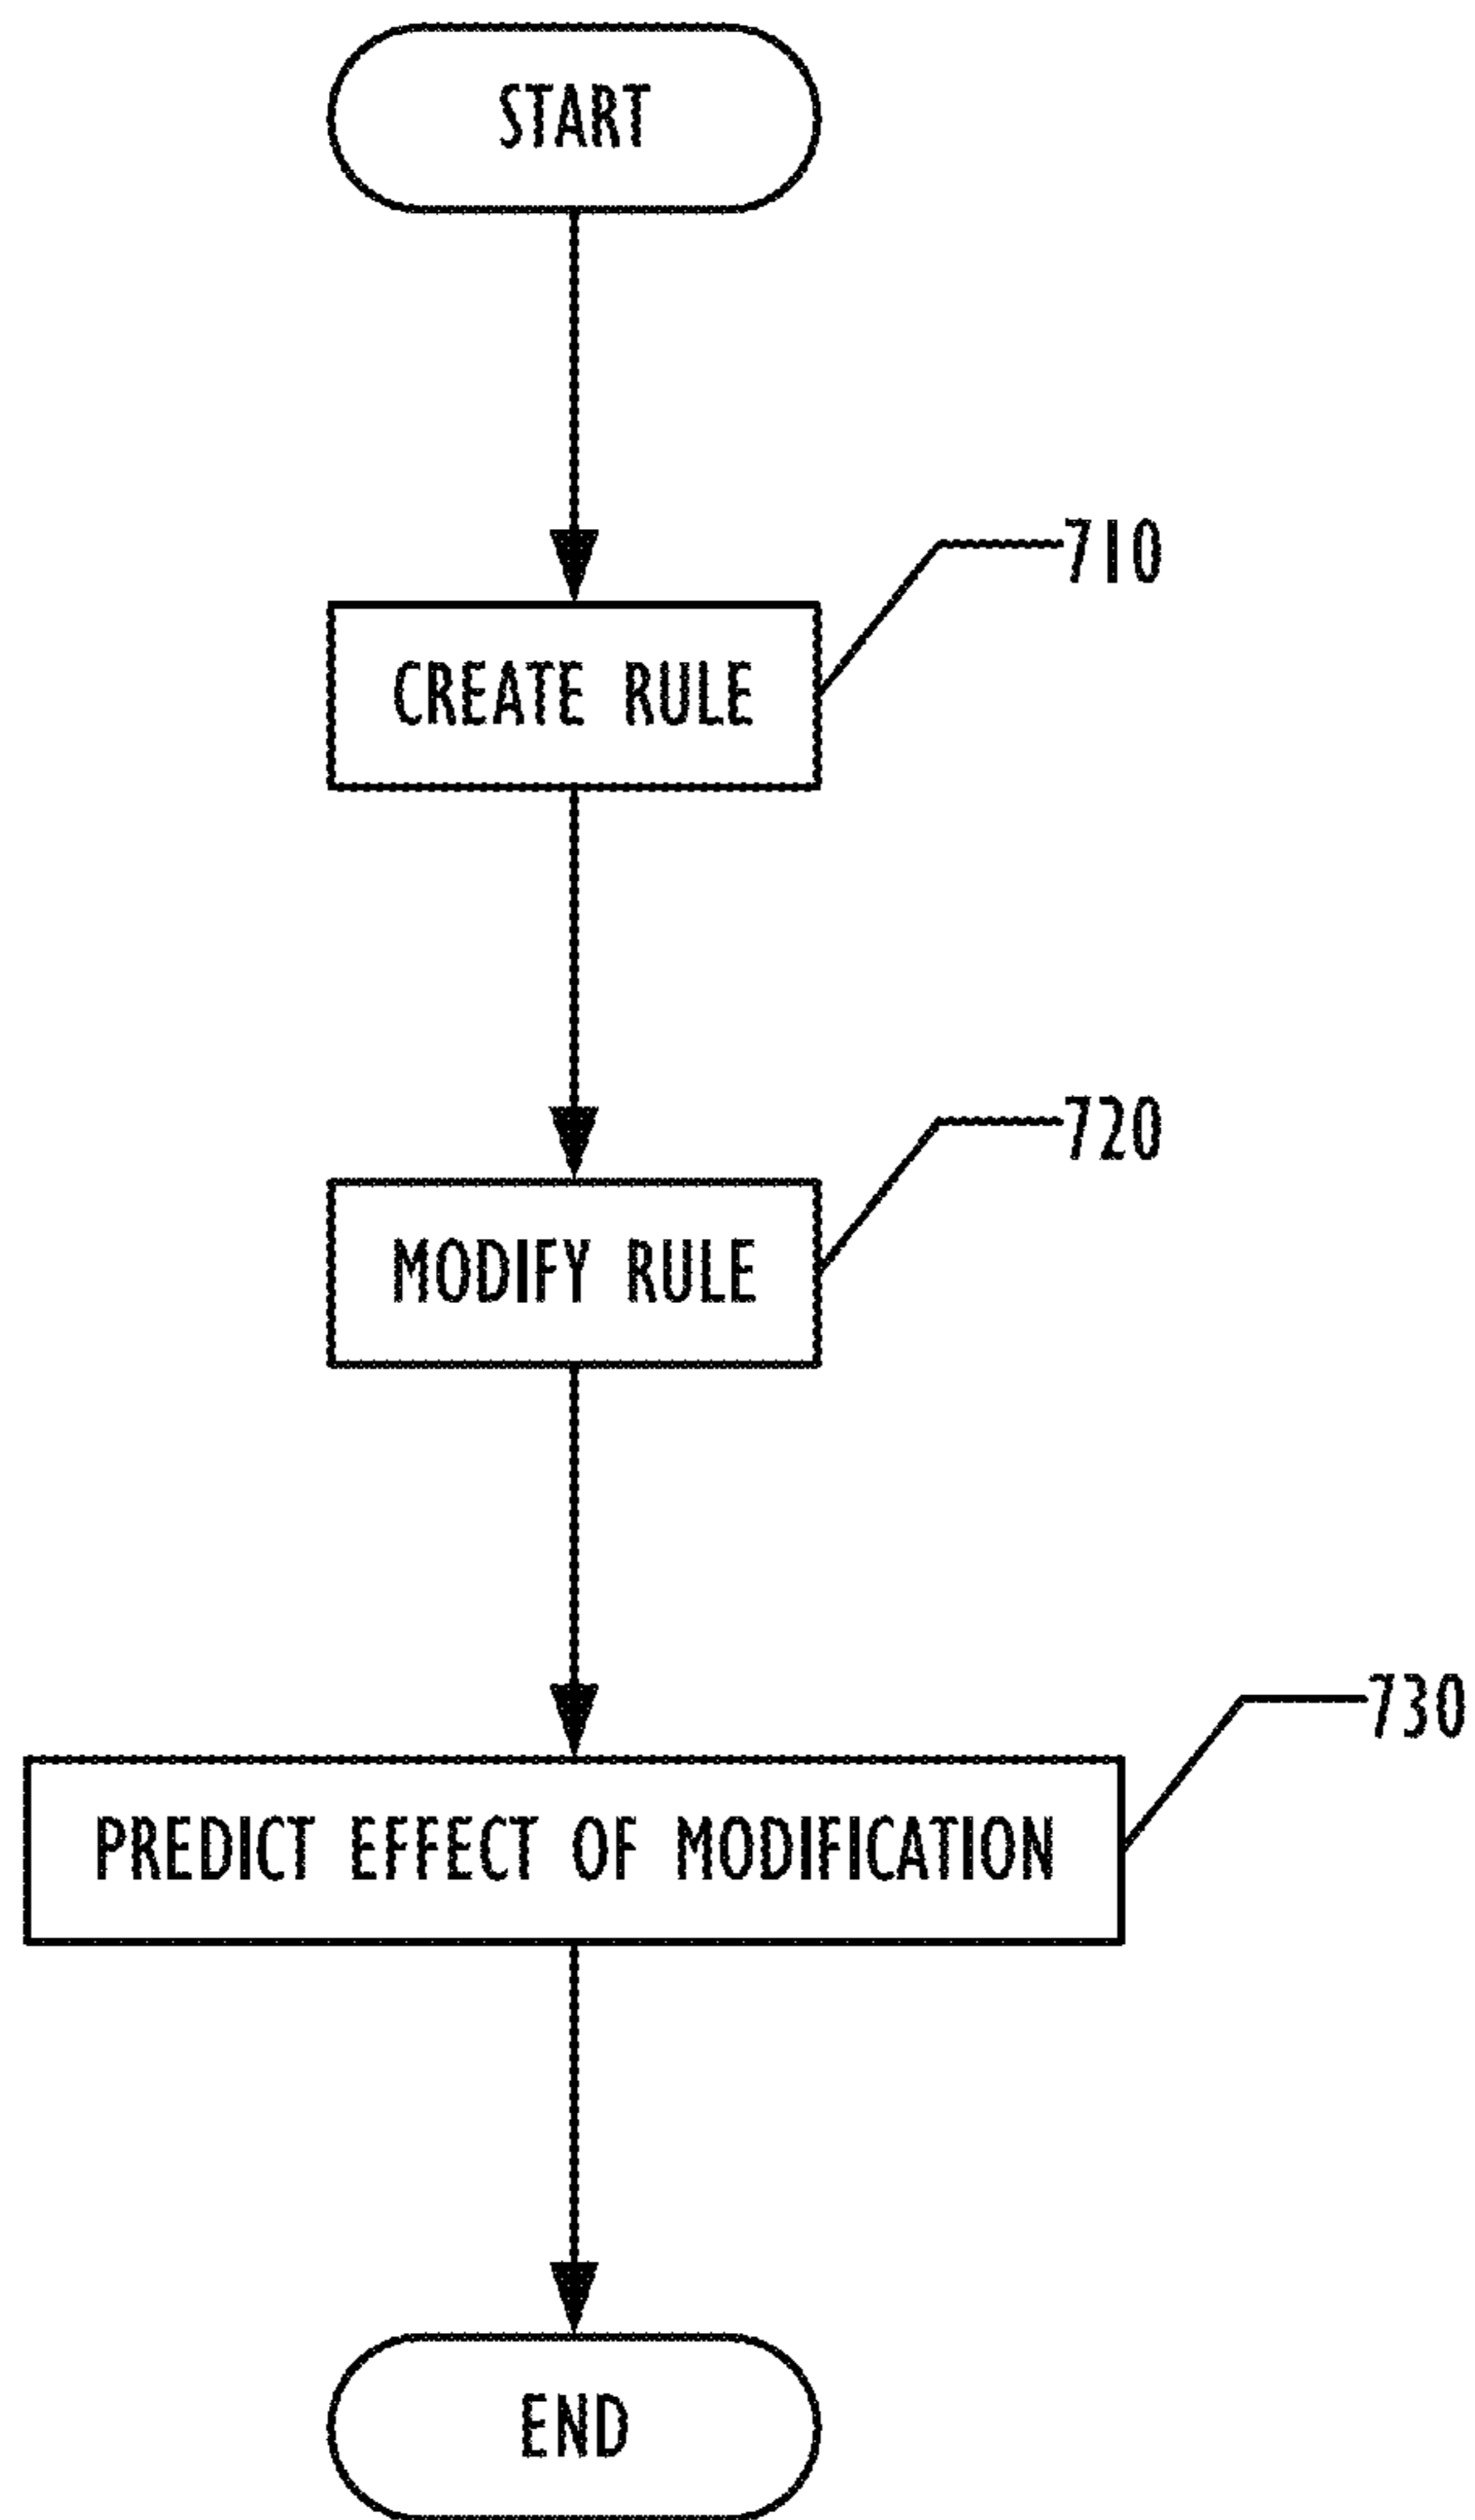 START
710
CREATE RULE
720
MODIFY RULE
730
PREDICT EFFECT OF MODIFICATION
END